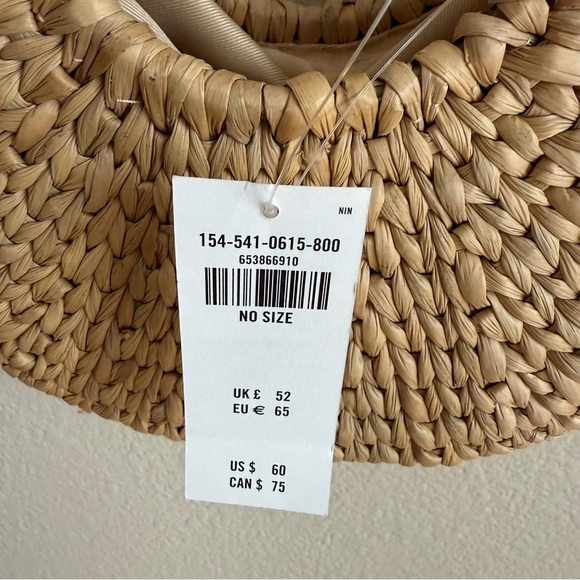 NIN
154-541-0615-800
653866910
NO SIZE
UK £ 52
EU € 65
US $ 60
CAN $ 75